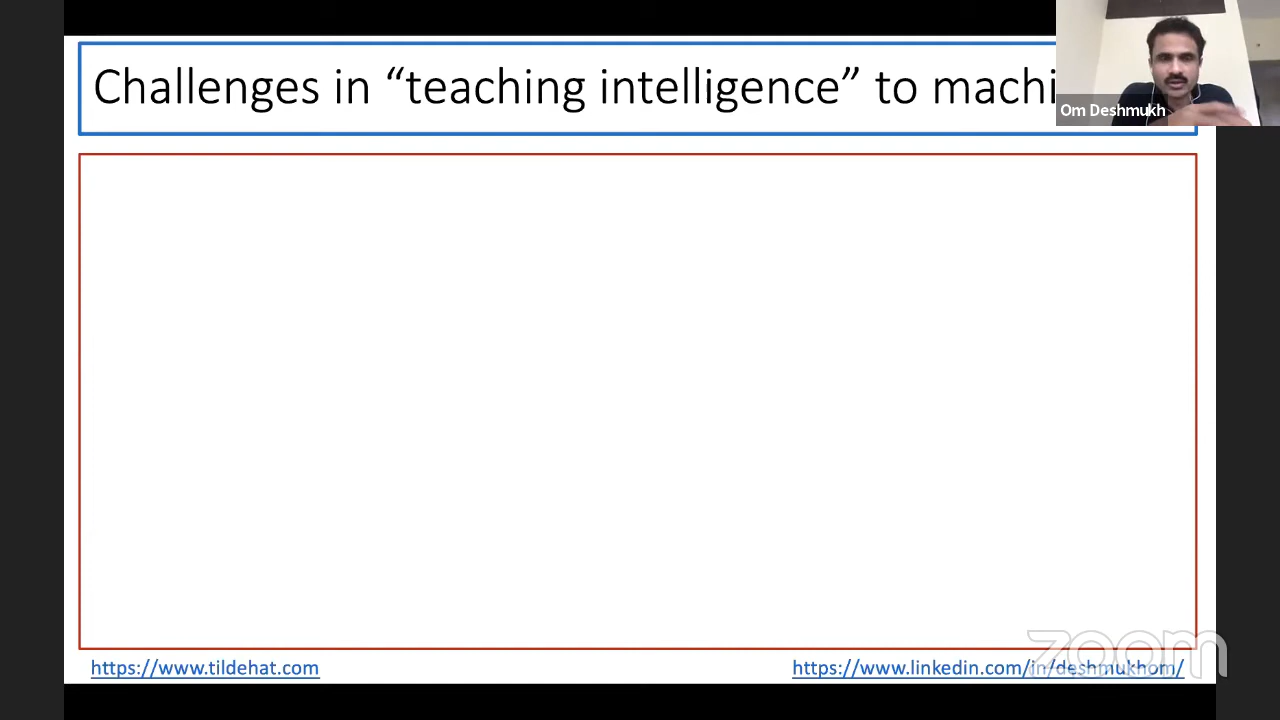 Challenges in “teaching intelligence” to machi
Om Deshmukh
https://www.tildehat.com
https://www.linkedin.com/in/deshmukhom/
zoom